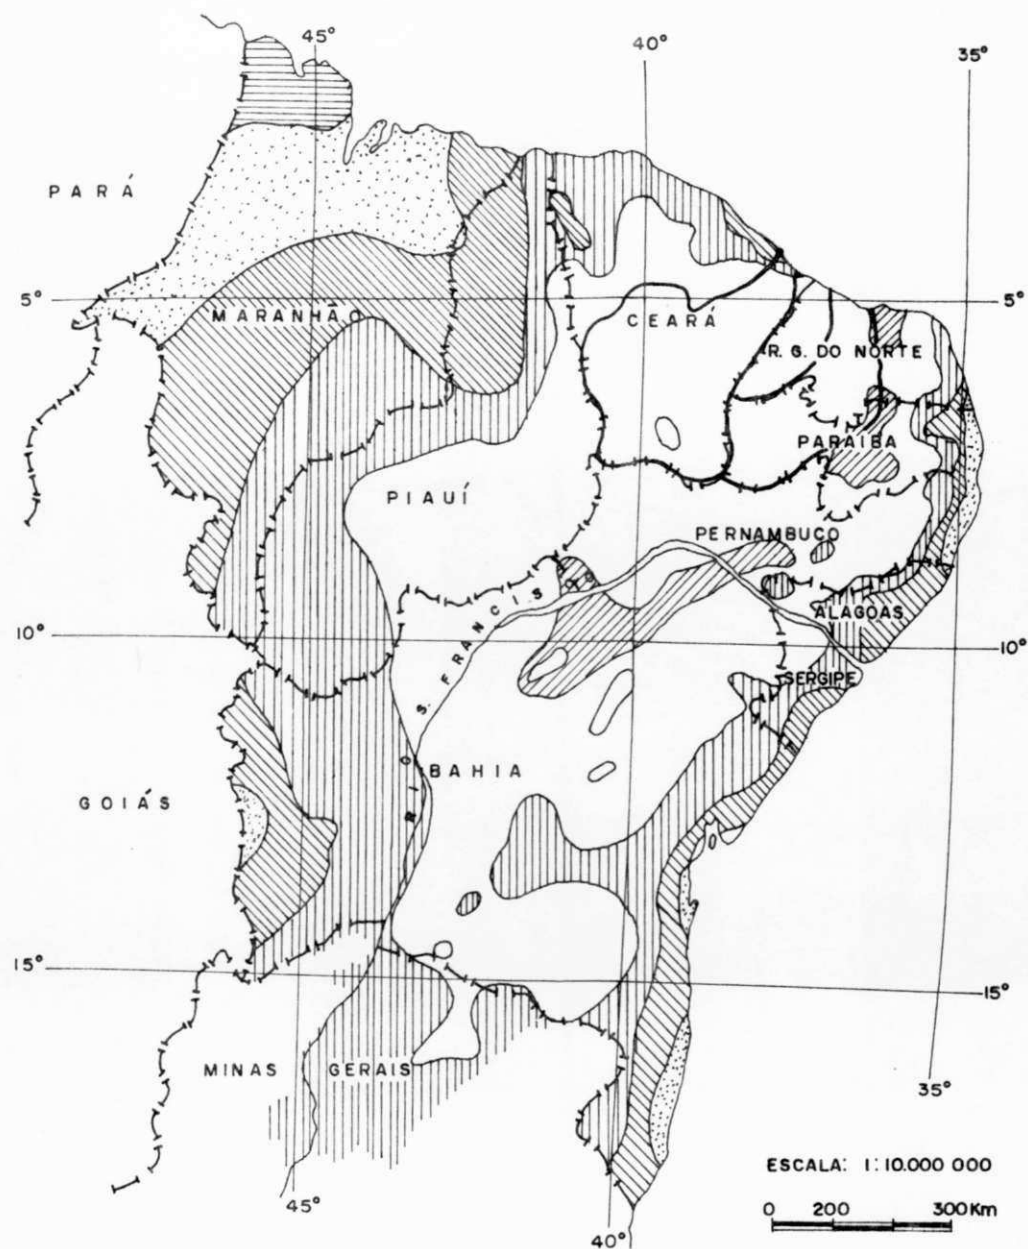 45°
40°
35°
PARÁ
5°
MARANHÃO
CEARÁ
5°
R. G. DO NORTE
PARAÍBA
PIAUÍ
PERNAMBUCO
RIO S. FRANCISCO
ALAGOAS
10°
10°
SERGIPE
BAHIA
GOIÁS
15°
15°
MINAS GERAIS
35°
ESCALA: 1:10.000 000
45°
0 200 300Km
40°